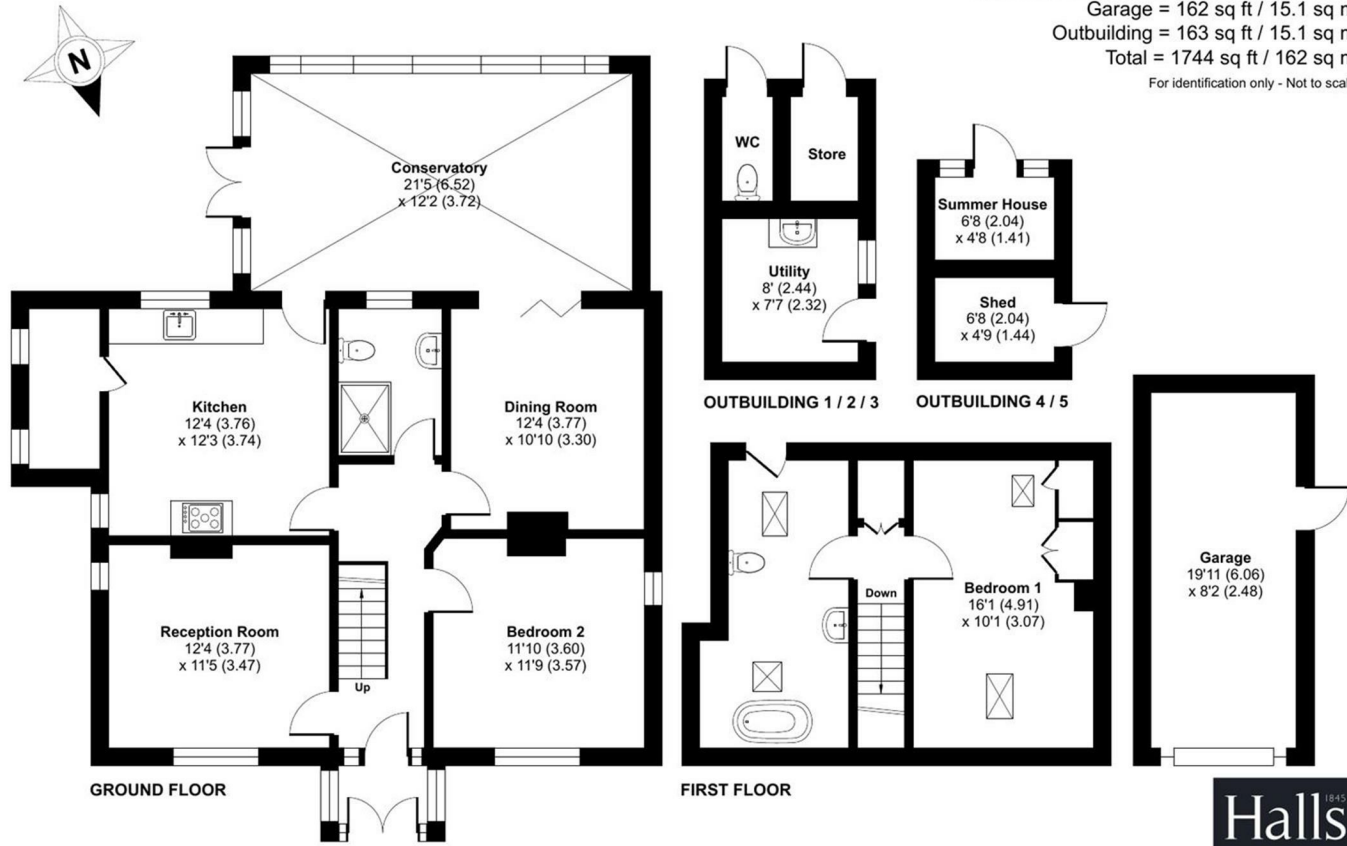 Garage = 162 sq ft / 15.1 sq m
Outbuilding = 163 sq ft / 15.1 sq m
Total = 1744 sq ft / 162 sq m
For identification only - Not to scale
N
Conservatory
21'5 (6.52)
x 12'2 (3.72)
WC
Store
Summer House
6'8 (2.04)
x 4'8 (1.41)
Utility
8' (2.44)
x 7'7 (2.32)
Shed
6'8 (2.04)
x 4'9 (1.44)
OUTBUILDING 1 / 2 / 3
OUTBUILDING 4 / 5
Kitchen
12'4 (3.76)
x 12'3 (3.74)
Dining Room
12'4 (3.77)
x 10'10 (3.30)
Reception Room
12'4 (3.77)
x 11'5 (3.47)
Up
Bedroom 2
11'10 (3.60)
x 11'9 (3.57)
Down
Bedroom 1
16'1 (4.91)
x 10'1 (3.07)
Garage
19'11 (6.06)
x 8'2 (2.48)
GROUND FLOOR
FIRST FLOOR
Halls
1845